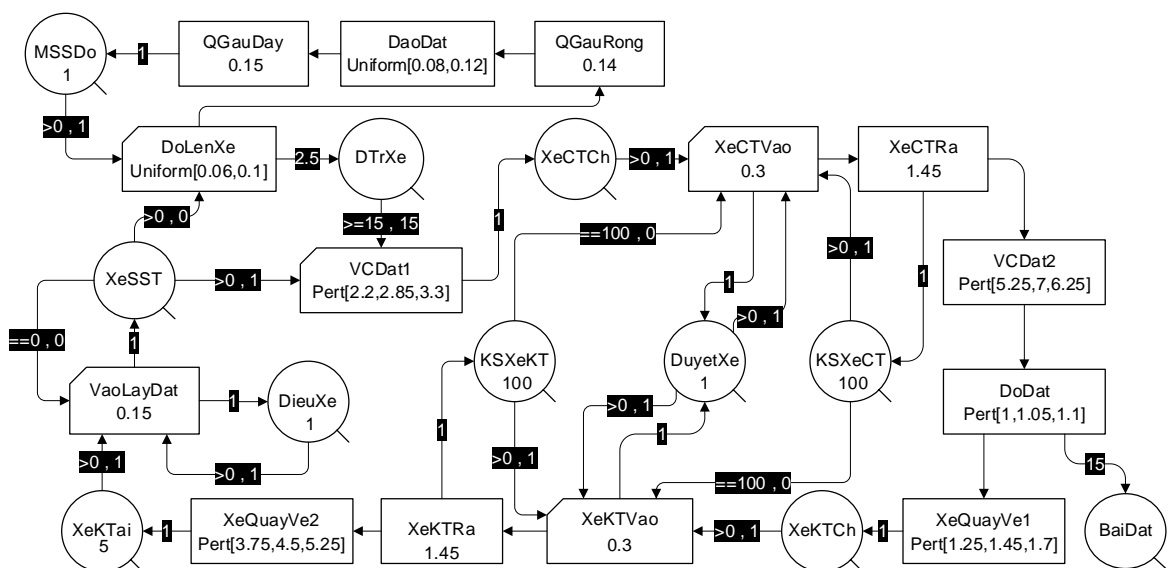 MSSDo
1
1
QGauDay
0.15
DaoDat
Uniform[0.08,0.12]
QGauRong
0.14
>0 , 1
DoLenXe
Uniform[0.06,0.1]
2.5
DTrXe
XeCTCh
>0 , 1
XeCTVao
0.3
XeCTRa
1.45
>0 , 0
>=15 , 15
1
==100 , 0
>0 , 1
1
VCDat2
Pert[5.25,7,6.25]
XeSST
>0 , 1
VCDat1
Pert[2.2,2.85,3.3]
1
>0 , 1
==0 , 0
1
KSXeKT
100
DuyetXe
1
KSXeCT
100
VaoLayDat
0.15
1
DieuXe
1
DoDat
Pert[1,1.05,1.1]
>0 , 1
>0 , 1
1
>0 , 1
1
>0 , 1
==100 , 0
15
XeKTai
5
1
XeQuayVe2
Pert[3.75,4.5,5.25]
XeKTRa
1.45
XeKTVao
0.3
>0 , 1
XeKTCh
1
XeQuayVe1
Pert[1.25,1.45,1.7]
BaiDat